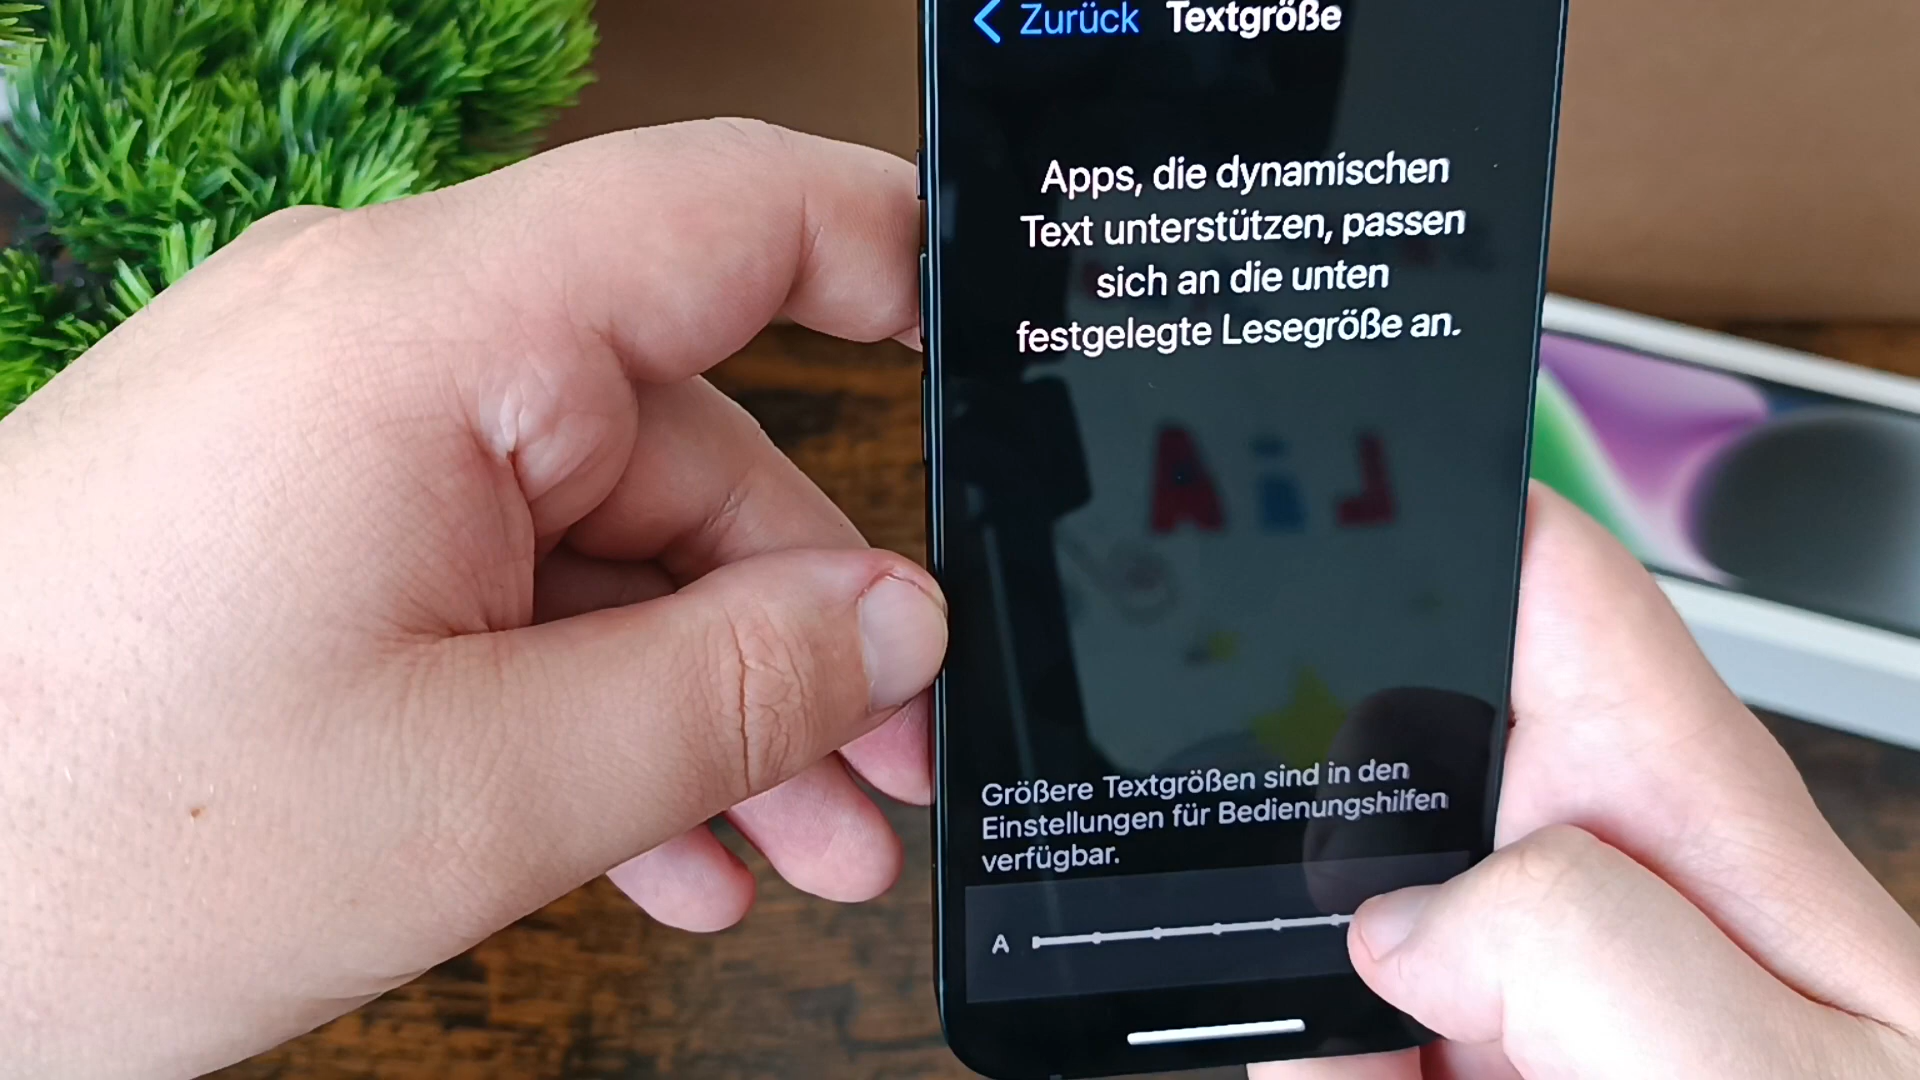 Zurück Textgröße
Apps, die dynamischen
Text unterstützen, passen
sich an die unten
festgelegte Lesegröße an.
A i J
Größere Textgrößen sind in den
Einstellungen für Bedienungshilfen
verfügbar.
A